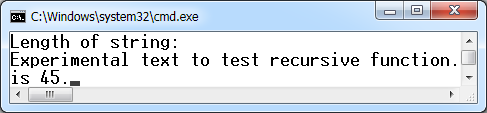 C:\Windows\system32\cmd.exe
Length of string:
Experimental text to test recursive function.
is 45.